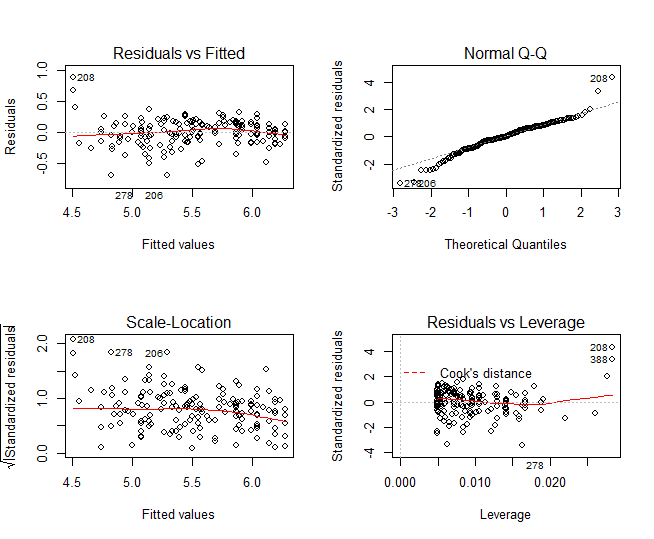 Residuals vs Fitted
Residuals
1.0
0.5
0.0
-0.5
208
278
206
4.5 5.0 5.5 6.0
Fitted values
Normal Q-Q
Standardized residuals
4
2
0
-2
208
278
206
-3 -2 -1 0 1 2 3
Theoretical Quantiles
Scale-Location
√|Standardized residuals|
2.0
1.0
0.0
208
278
206
4.5 5.0 5.5 6.0
Fitted values
Residuals vs Leverage
Standardized residuals
4
2
0
-2
-4
208
388
Cook's distance
278
0.000 0.010 0.020
Leverage